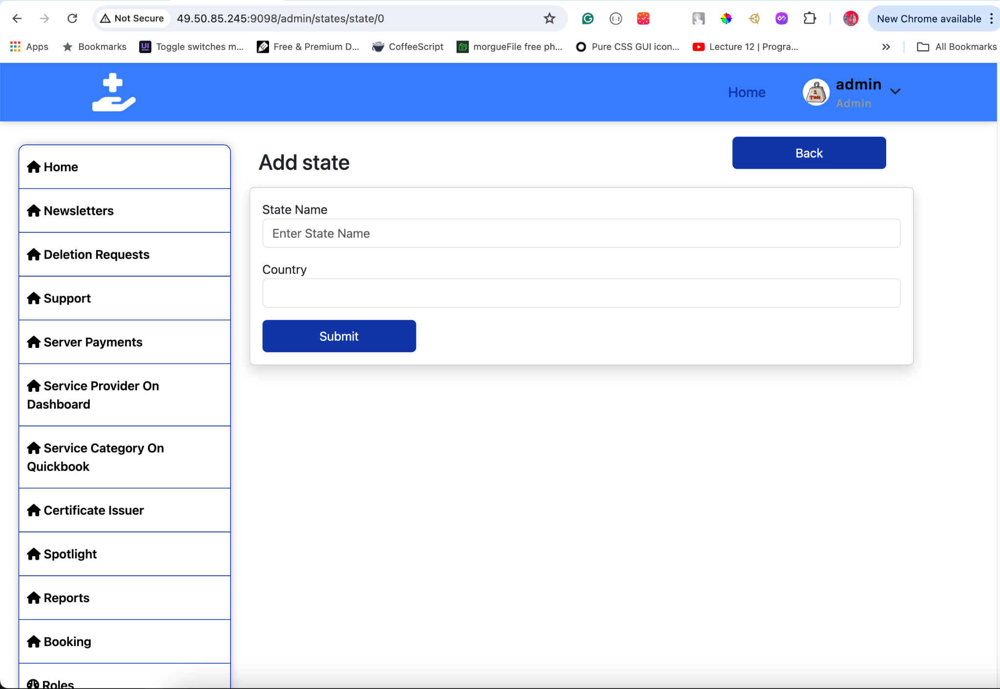 Not Secure
49.50.85.245:9098/admin/states/state/0
New Chrome available
Apps
Bookmarks
UI
Toggle switches m...
Free & Premium D...
CoffeeScript
morgueFile free ph...
Pure CSS GUI icon...
Lecture 12 | Progra...
All Bookmarks
Home
1
TON
admin
Admin
Home
Newsletters
Deletion Requests
Support
Server Payments
Service Provider On
Dashboard
Service Category On
Quickbook
Certificate Issuer
Spotlight
Reports
Booking
Roles
Add state
Back
State Name
Enter State Name
Country
Submit